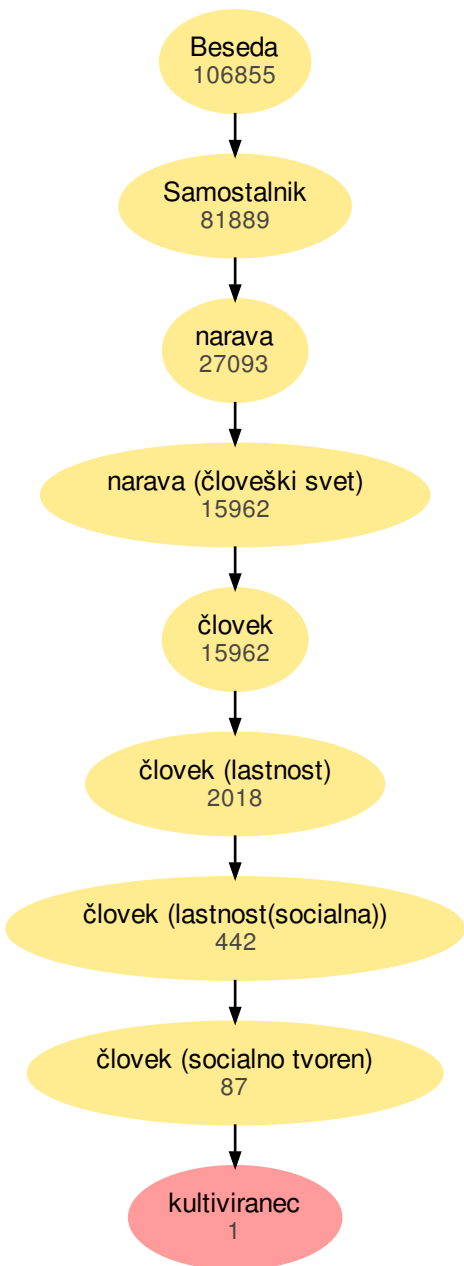 Beseda
106855
Samostalnik
81889
narava
27093
narava (človeški svet)
15962
človek
15962
človek (lastnost)
2018
človek (lastnost(socialna))
442
človek (socialno tvoren)
87
kultiviranec
1